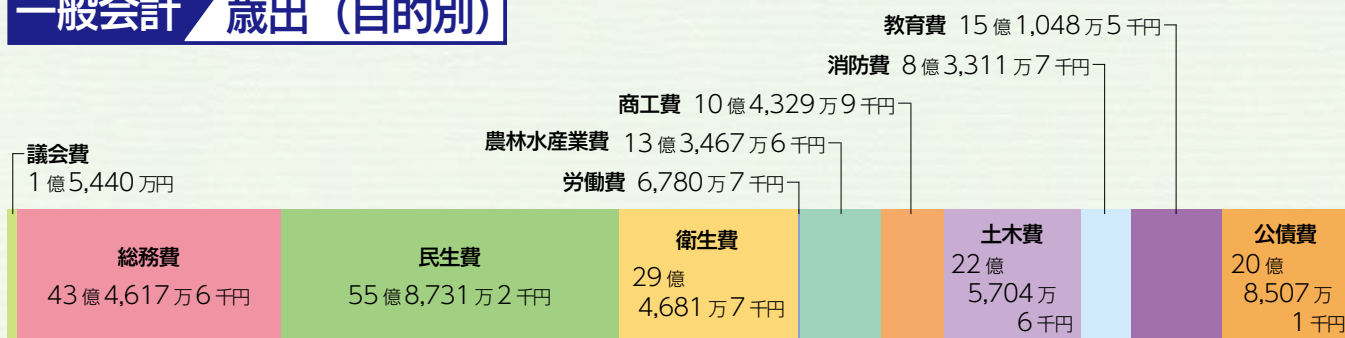 一般会計 歳出（目的別）
教育費 15億1,048万5千円
消防費 8億3,311万7千円
商工費 10億4,329万9千円
農林水産業費 13億3,467万6千円
労働費 6,780万7千円
議会費
1億5,440万円
総務費
43億4,617万6千円
民生費
55億8,731万2千円
衛生費
29億
4,681万7千円
土木費
22億
5,704万
6千円
公債費
20億
8,507万
1千円